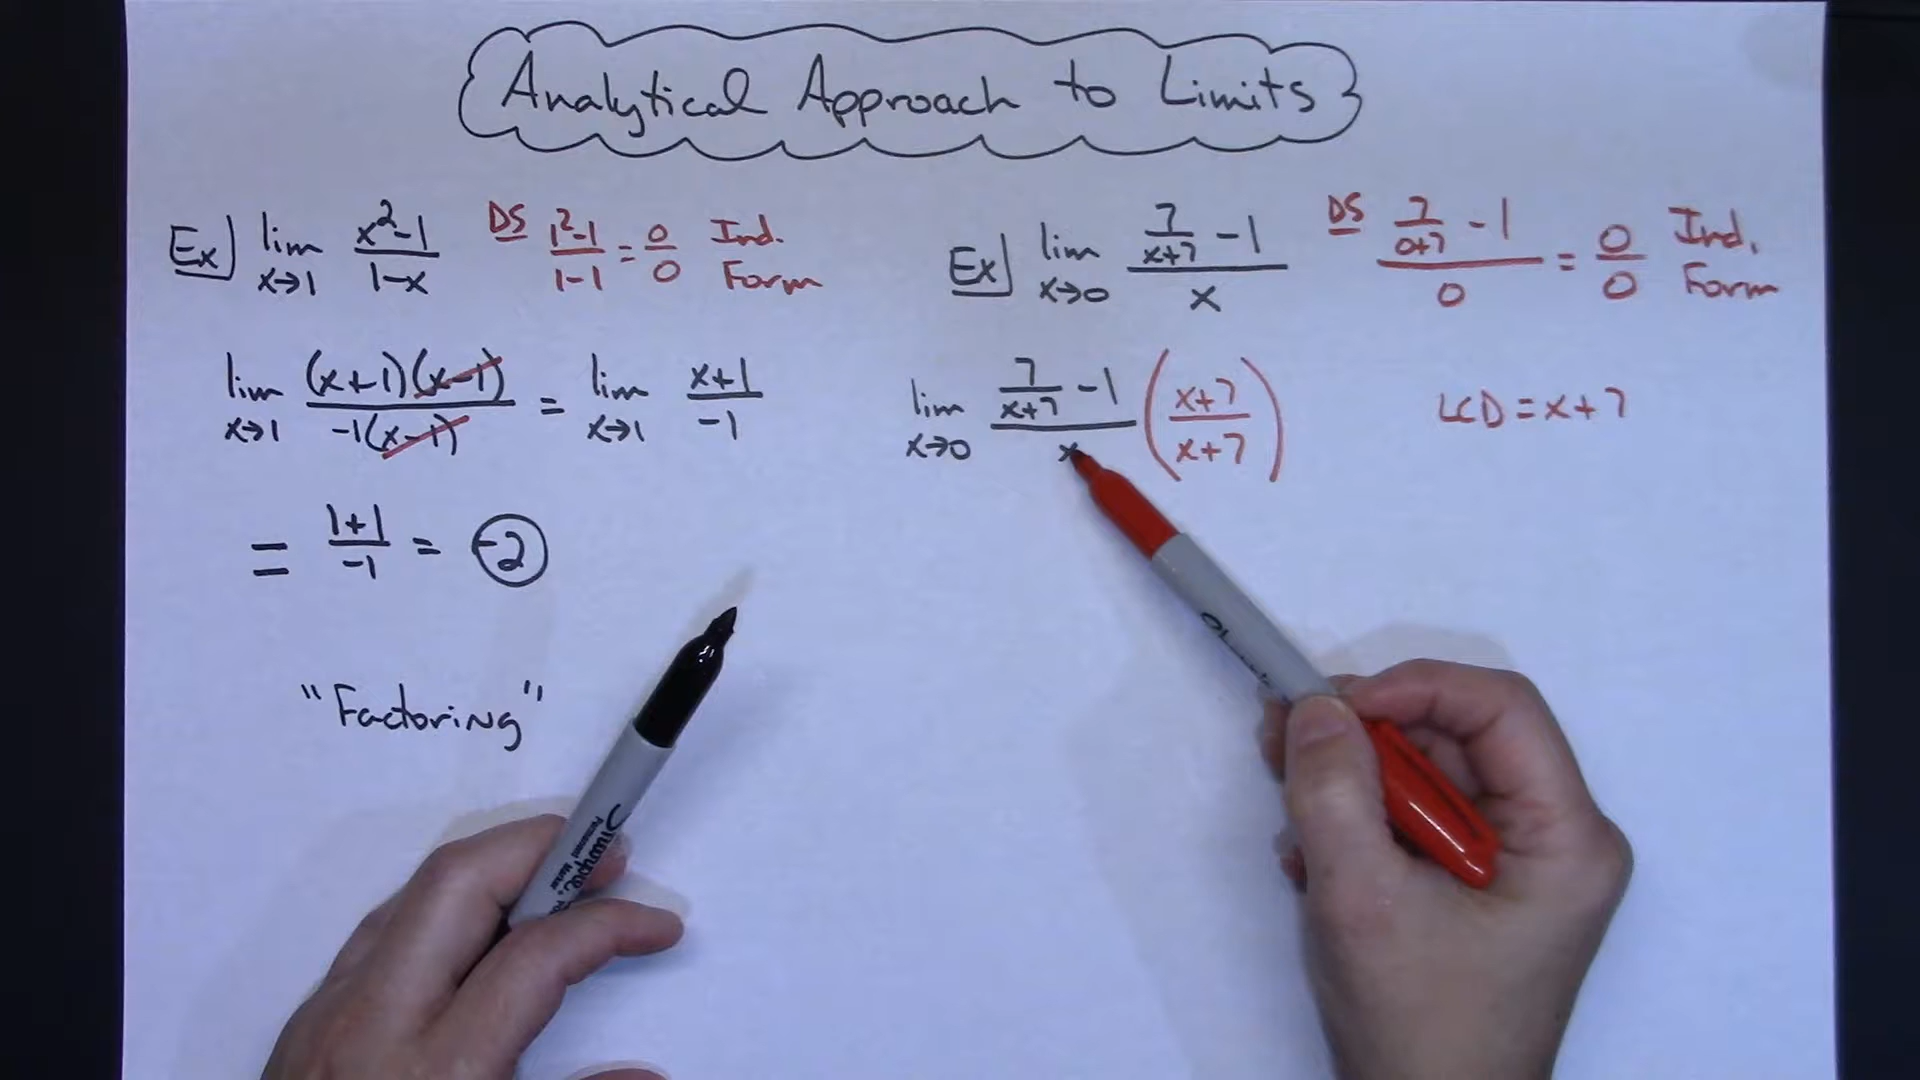 Analytical Approach to Limits
Ex) lim x→1 (x²-1)/(1-x) DS (1²-1)/(1-1) = 0/0 Ind. Form
lim x→1 (x+1)(x-1)/-1(x-1) = lim x→1 (x+1)/-1
= (1+1)/-1 = -2
"Factoring"
Ex) lim x→0 (7/(x+7) -1)/x DS (7/(0+7) -1)/0 = 0/0 Ind. Form
lim x→0 (7/(x+7) -1)/x ((x+7)/(x+7)) LCD = x+7